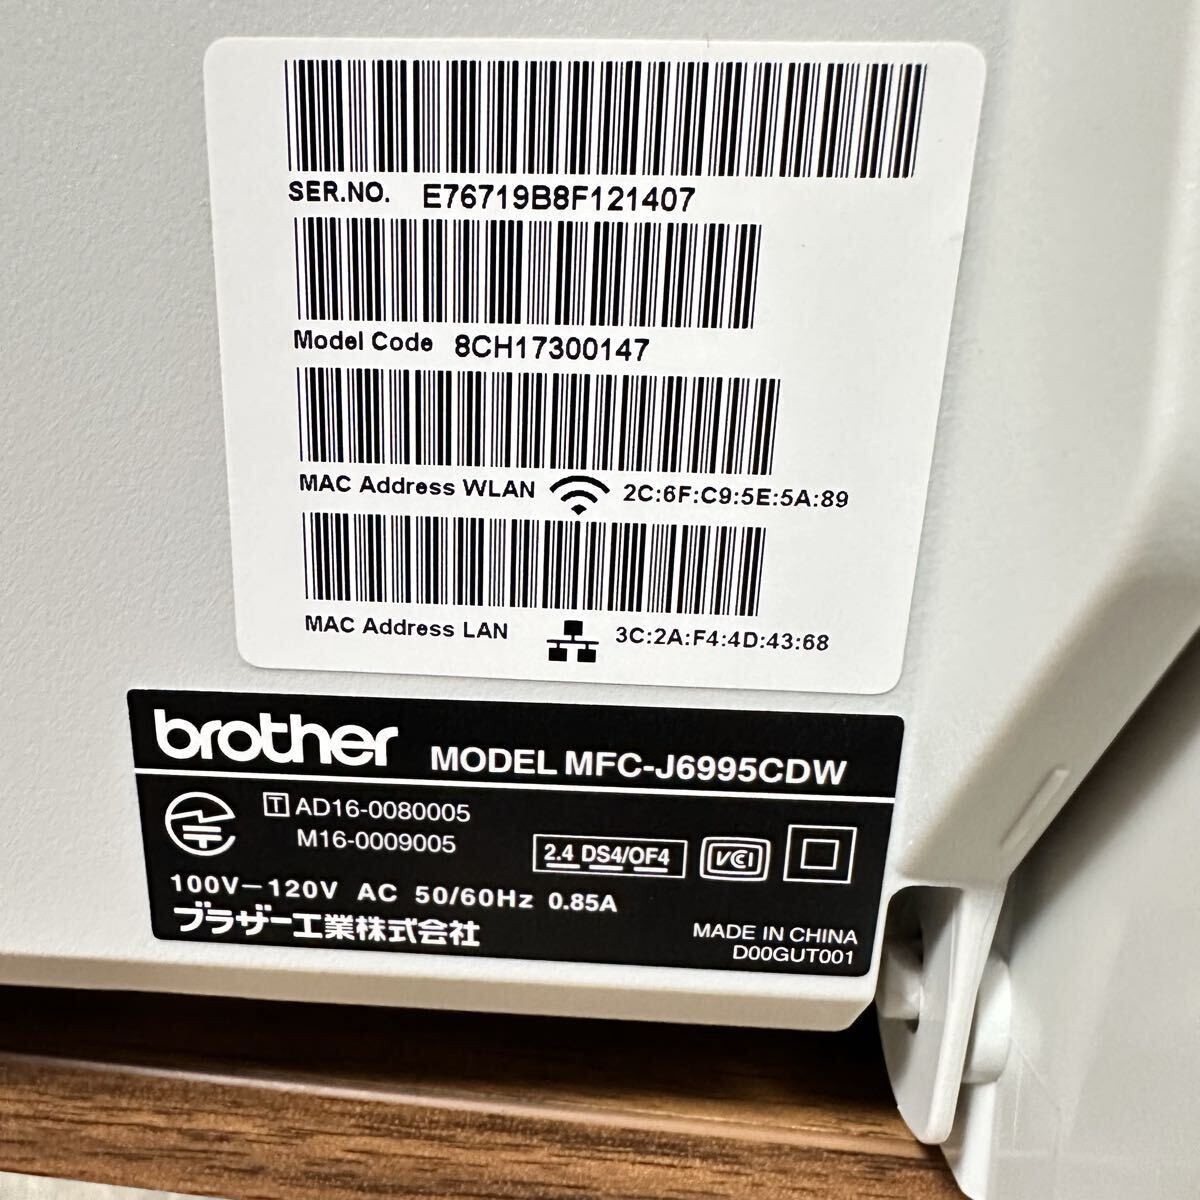 SER.NO. E76719B8F121407
Model Code 8CH17300147
MAC Address WLAN 2C:6F:C9:5E:5A:89
MAC Address LAN 3C:2A:F4:4D:43:68
brother MODEL MFC-J6995CDW
T AD16-0080005
M16-0009005
2.4 DS4/OF4 VCCI
100V－120V AC 50/60Hz 0.85A
ブラザー工業株式会社
MADE IN CHINA
D00GUT001